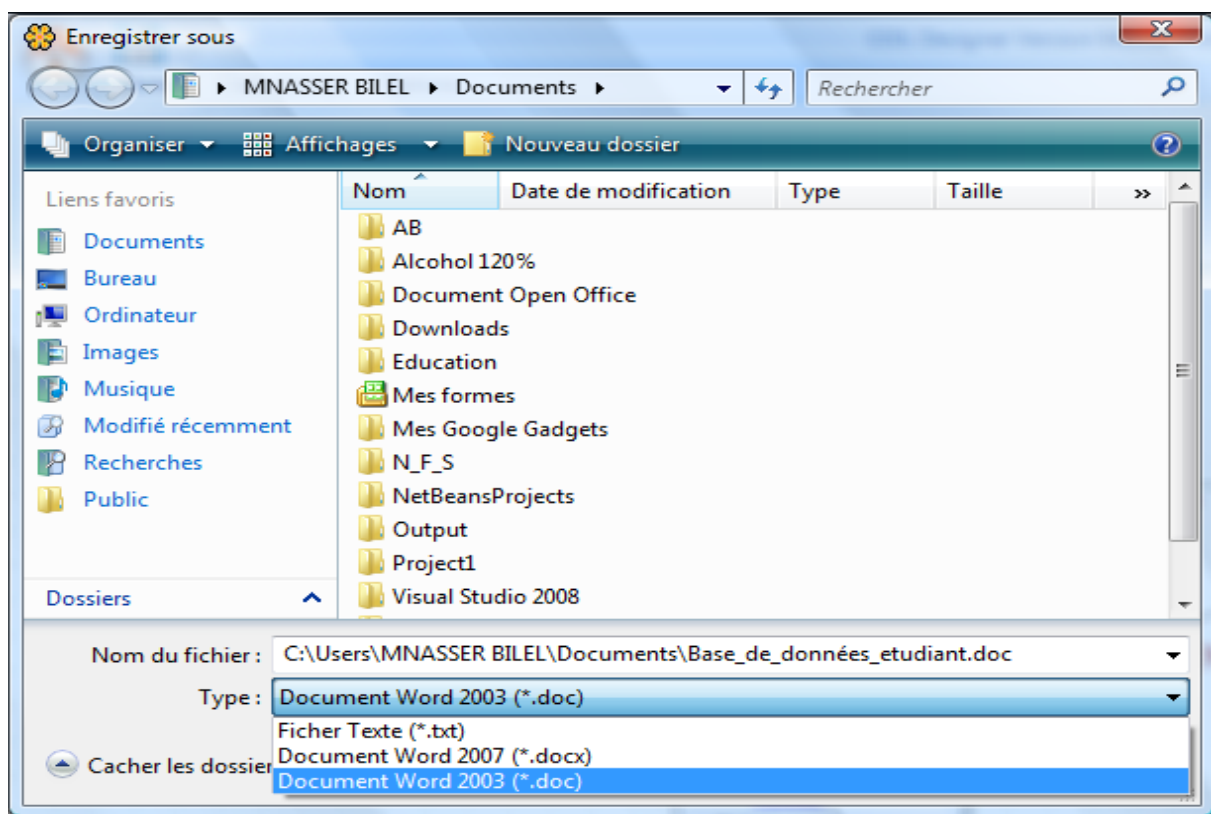 Enregistrer sous
MNASSER BILEL Documents
Rechercher
Organiser Affichages Nouveau dossier
Liens favoris
Documents
Bureau
Ordinateur
Images
Musique
Modifié récemment
Recherches
Public
Dossiers
Nom Date de modification Type Taille »
AB
Alcohol 120%
Document Open Office
Downloads
Education
Mes formes
Mes Google Gadgets
N_F_S
NetBeansProjects
Output
Project1
Visual Studio 2008
Nom du fichier : C:\Users\MNASSER BILEL\Documents\Base_de_données_etudiant.doc
Type : Document Word 2003 (*.doc)
Ficher Texte (*.txt)
Document Word 2007 (*.docx)
Document Word 2003 (*.doc)
Cacher les dossier